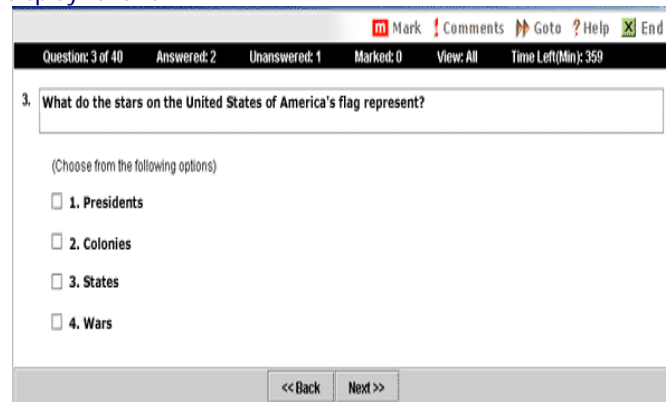 m Mark ! Comments Goto ? Help X End
Question: 3 of 40 Answered: 2 Unanswered: 1 Marked: 0 View: All Time Left(Min): 359
3. What do the stars on the United States of America's flag represent?
(Choose from the following options)
1. Presidents
2. Colonies
3. States
4. Wars
<< Back Next >>